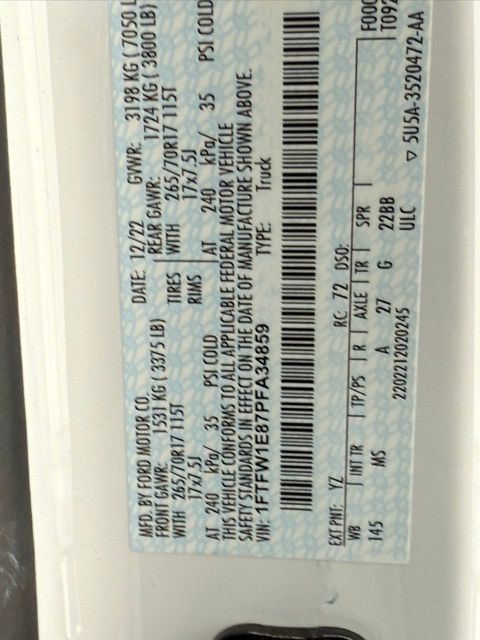 MFD. BY FORD MOTOR CO. DATE: 12/22 GVWR: 3198 KG (7050 L
FRONT GAWR: 1531 KG (3375 LB) REAR GAWR: 1724 KG (3800 LB)
WITH 265/70R17 115T TIRES WITH 265/70R17 115T
17x7.5J RIMS 17x7.5J
AT 240 kPa/ 35 PSI COLD AT 240 kPa/ 35 PSI COLD
THIS VEHICLE CONFORMS TO ALL APPLICABLE FEDERAL MOTOR VEHICLE
SAFETY STANDARDS IN EFFECT ON THE DATE OF MANUFACTURE SHOWN ABOVE.
VIN: 1FTFW1E87PFA34859 TYPE: Truck
EXT PNT: YZ RC: 72 DSO: F000
T092
WB INT TR TP/PS R AXLE TR SPR
145 MS A 27 G 22BB
2202212020245 ULC
▽ 5U5A-3520472-AA